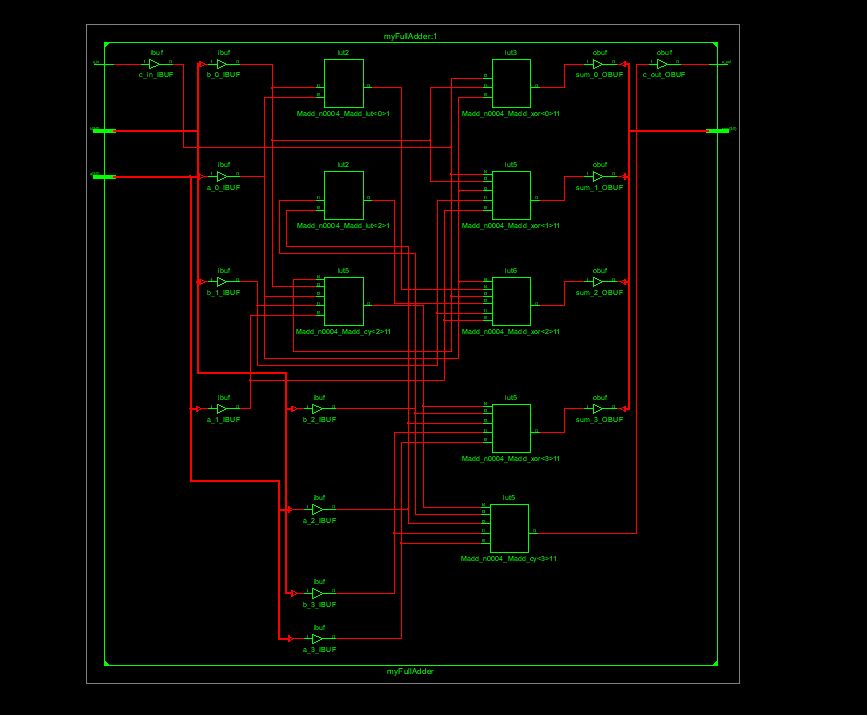 myFullAdder:1
ibuf
c_in_IBUF
ibuf
b_0_IBUF
lut2
Madd_n0004_Madd_lut<0>1
lut3
Madd_n0004_Madd_xor<0>11
obuf
sum_0_OBUF
obuf
c_out_OBUF
ibuf
a_0_IBUF
lut2
Madd_n0004_Madd_lut<2>1
lut5
Madd_n0004_Madd_xor<1>11
obuf
sum_1_OBUF
ibuf
b_1_IBUF
lut5
Madd_n0004_Madd_cy<2>11
lut6
Madd_n0004_Madd_xor<2>11
obuf
sum_2_OBUF
ibuf
a_1_IBUF
ibuf
b_2_IBUF
lut5
Madd_n0004_Madd_xor<3>11
obuf
sum_3_OBUF
ibuf
a_2_IBUF
lut5
Madd_n0004_Madd_cy<3>11
ibuf
b_3_IBUF
ibuf
a_3_IBUF
myFullAdder